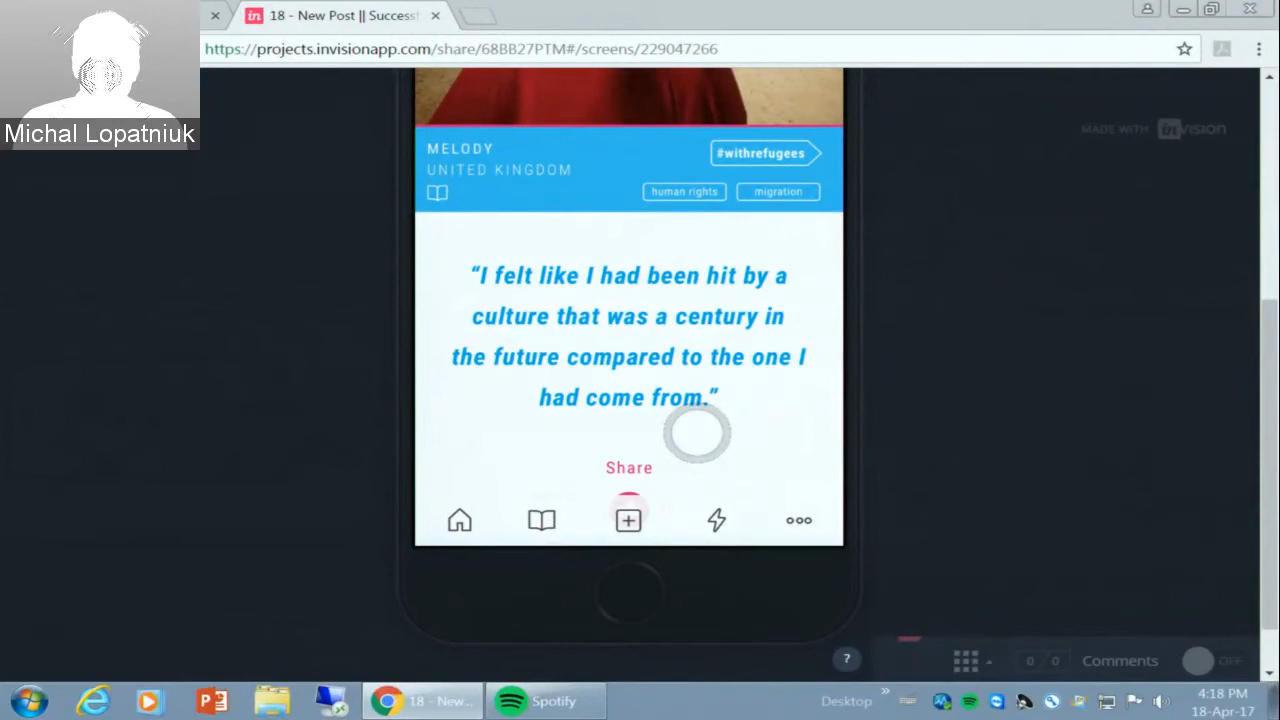 in 18 - New Post || Success
https://projects.invisionapp.com/share/68BB27PTM#/screens/229047266
Michal Lopatniuk
MADE WITH invision
MELODY
#withrefugees
UNITED KINGDOM
human rights
migration
“I felt like I had been hit by a
culture that was a century in
the future compared to the one I
had come from.”
Share
? 0 / 0 Comments OFF
18 - New...
Spotify
Desktop
4:18 PM
18-Apr-17